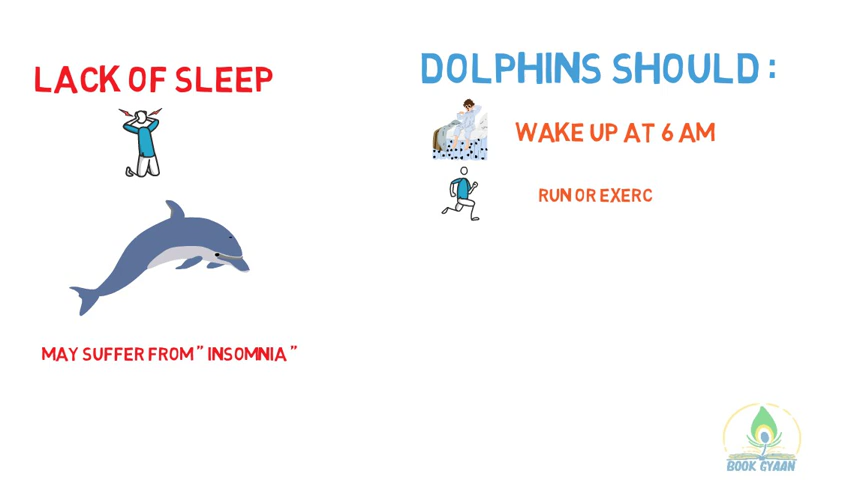 LACK OF SLEEP
MAY SUFFER FROM " INSOMNIA "
DOLPHINS SHOULD :
WAKE UP AT 6 AM
RUN OR EXERC
BOOK GYAAN